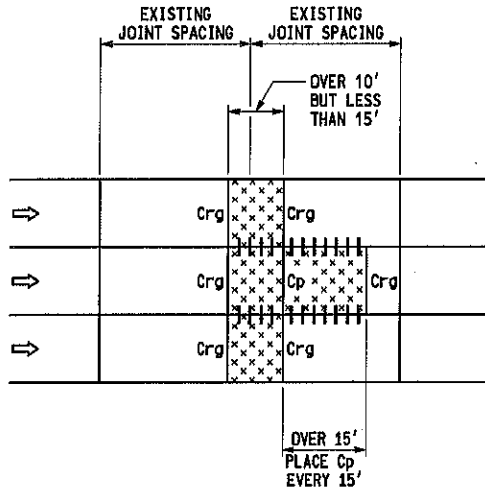 EXISTING
JOINT SPACING
EXISTING
JOINT SPACING
OVER 10'
BUT LESS
THAN 15'
Crg
Crg
Crg
Cp
Crg
Crg
Crg
OVER 15'
PLACE Cp
EVERY 15'